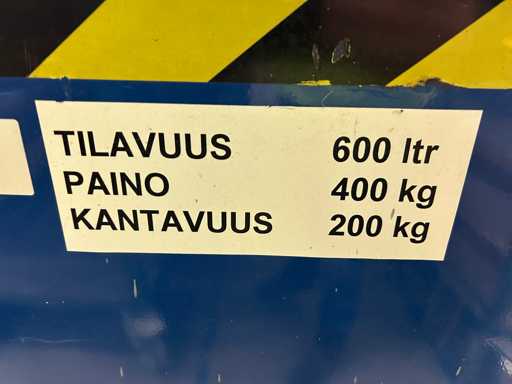 TILAVUUS 600 ltr
PAINO 400 kg
KANTAVUUS 200 kg